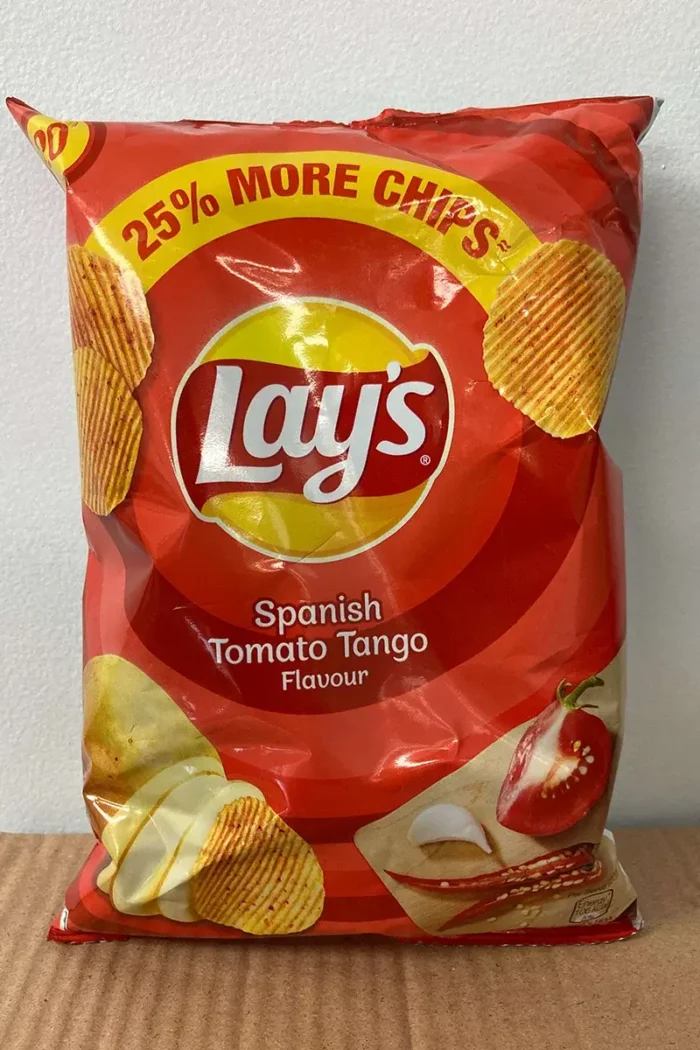 25% MORE CHIPS≈
Lay's®
Spanish
Tomato Tango
Flavour